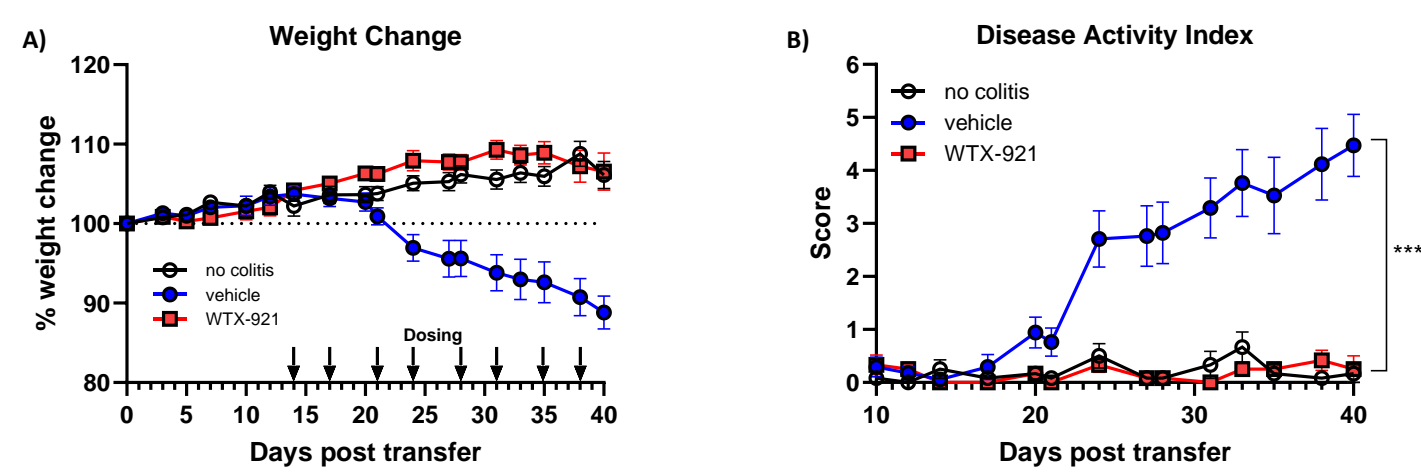 A)
Weight Change
% weight change
120
110
100
90
80
no colitis
vehicle
WTX-921
Dosing
0 5 10 15 20 25 30 35 40
Days post transfer
B)
Disease Activity Index
Score
6
5
4
3
2
1
0
no colitis
vehicle
WTX-921
***
10 20 30 40
Days post transfer